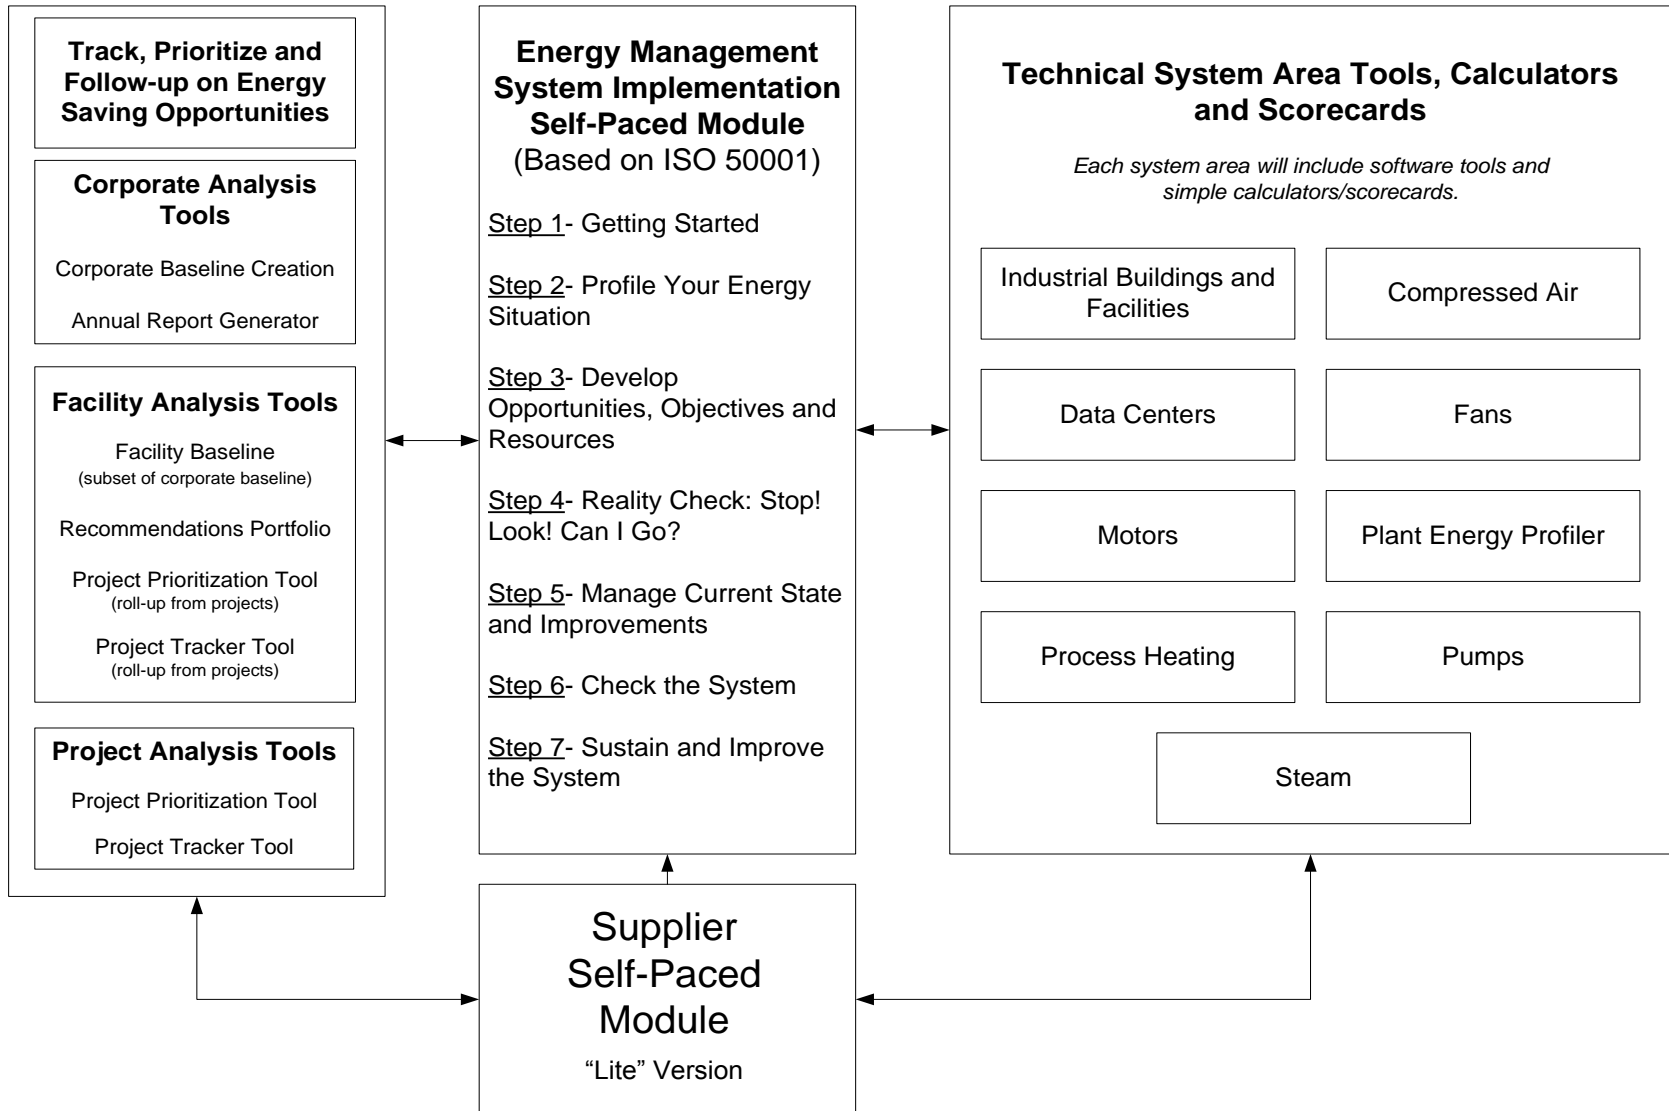 Track, Prioritize and
Follow-up on Energy
Saving Opportunities
Corporate Analysis
Tools
Corporate Baseline Creation
Annual Report Generator
Facility Analysis Tools
Facility Baseline
(subset of corporate baseline)
Recommendations Portfolio
Project Prioritization Tool
(roll-up from projects)
Project Tracker Tool
(roll-up from projects)
Project Analysis Tools
Project Prioritization Tool
Project Tracker Tool
Energy Management
System Implementation
Self-Paced Module
(Based on ISO 50001)
Step 1- Getting Started
Step 2- Profile Your Energy
Situation
Step 3- Develop
Opportunities, Objectives and
Resources
Step 4- Reality Check: Stop!
Look! Can I Go?
Step 5- Manage Current State
and Improvements
Step 6- Check the System
Step 7- Sustain and Improve
the System
Technical System Area Tools, Calculators
and Scorecards
Each system area will include software tools and
simple calculators/scorecards.
Industrial Buildings and
Facilities
Compressed Air
Data Centers
Fans
Motors
Plant Energy Profiler
Process Heating
Pumps
Steam
Supplier
Self-Paced
Module
“Lite” Version